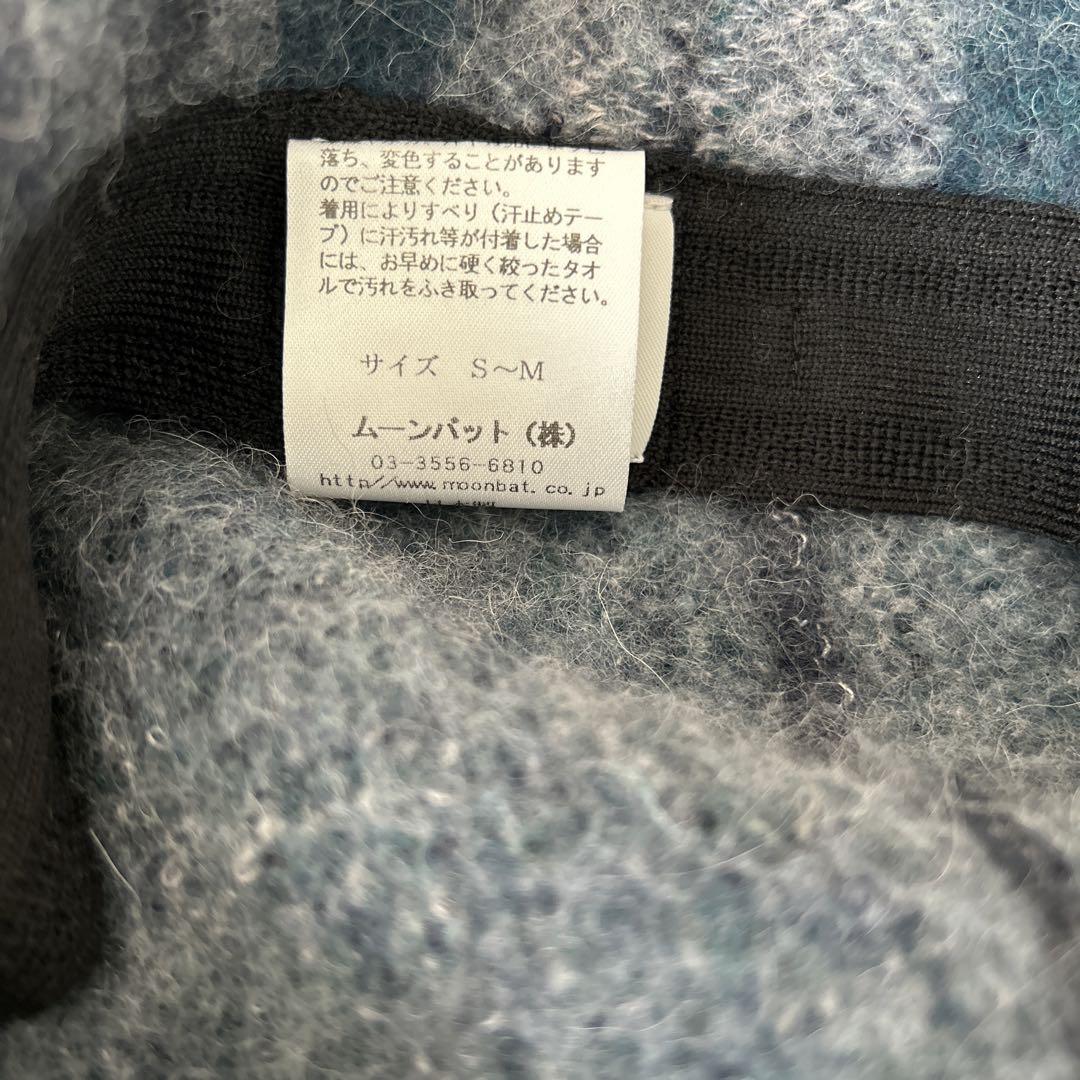 落ち、変色することがあります
のでご注意ください。
着用によりすべり（汗止めテー
プ）に汗汚れ等が付着した場合
には、お早めに硬く絞ったタオ
ルで汚れをふき取ってください。
サイズ S～M
ムーンバット（株）
03-3556-6810
http//www.moonbat.co.jp